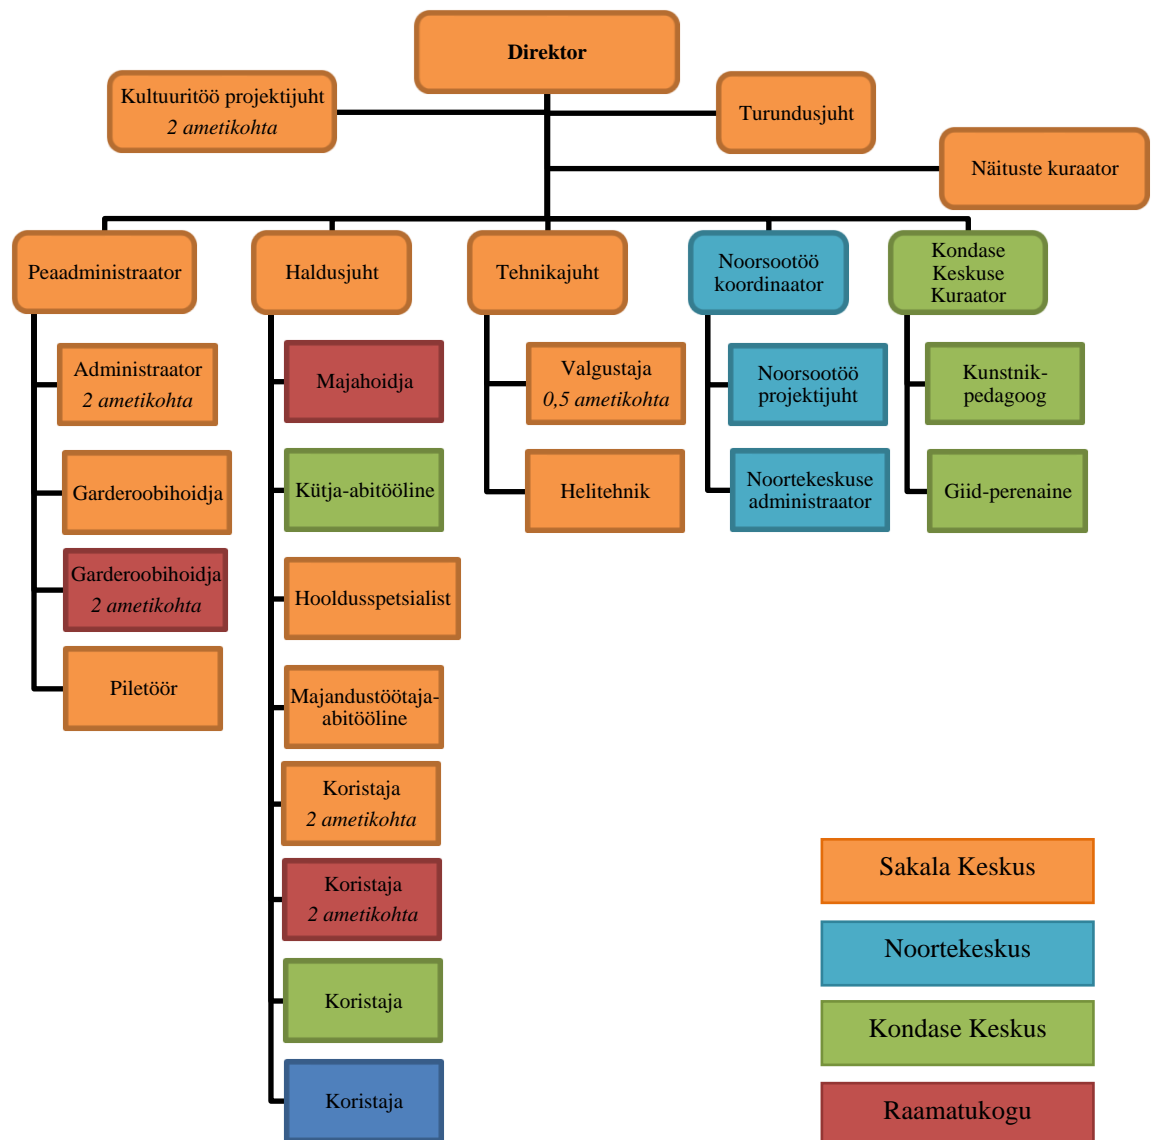 Direktor
Kultuuritöö projektijuht
2 ametikohta
Turundusjuht
Näituste kuraator
Peaadministraator
Haldusjuht
Tehnikajuht
Noorsootöö
koordinaator
Kondase
Keskuse
Kuraator
Administraator
2 ametikohta
Garderoobihoidja
Garderoobihoidja
2 ametikohta
Piletöör
Majahoidja
Kütja-abitööline
Hooldusspetsialist
Majandustöötaja-
abitööline
Koristaja
2 ametikohta
Koristaja
2 ametikohta
Koristaja
Koristaja
Valgustaja
0,5 ametikohta
Helitehnik
Noorsootöö
projektijuht
Noortekeskuse
administraator
Kunstnik-
pedagoog
Giid-perenaine
Sakala Keskus
Noortekeskus
Kondase Keskus
Raamatukogu